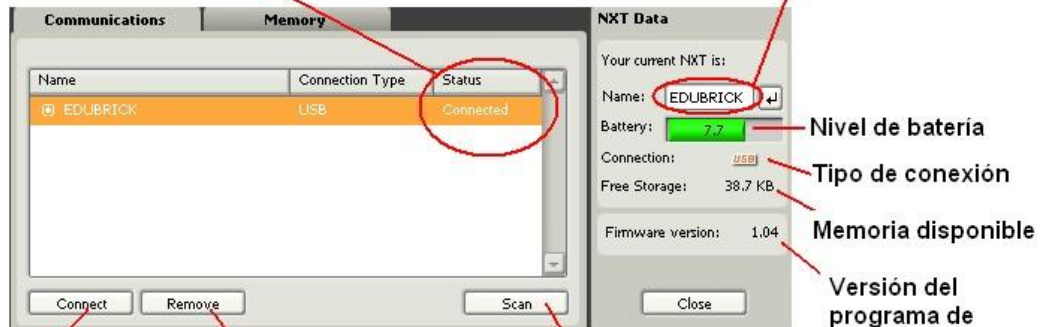 Communications
Memory
Name
Connection Type
Status
EDUBRICK
USB
Connected
Connect
Remove
Scan
NXT Data
Your current NXT is:
Name: EDUBRICK
Battery: 7.7
Connection: USB
Free Storage: 38.7 KB
Firmware version: 1.04
Close
Nivel de batería
Tipo de conexión
Memoria disponible
Versión del
programa de